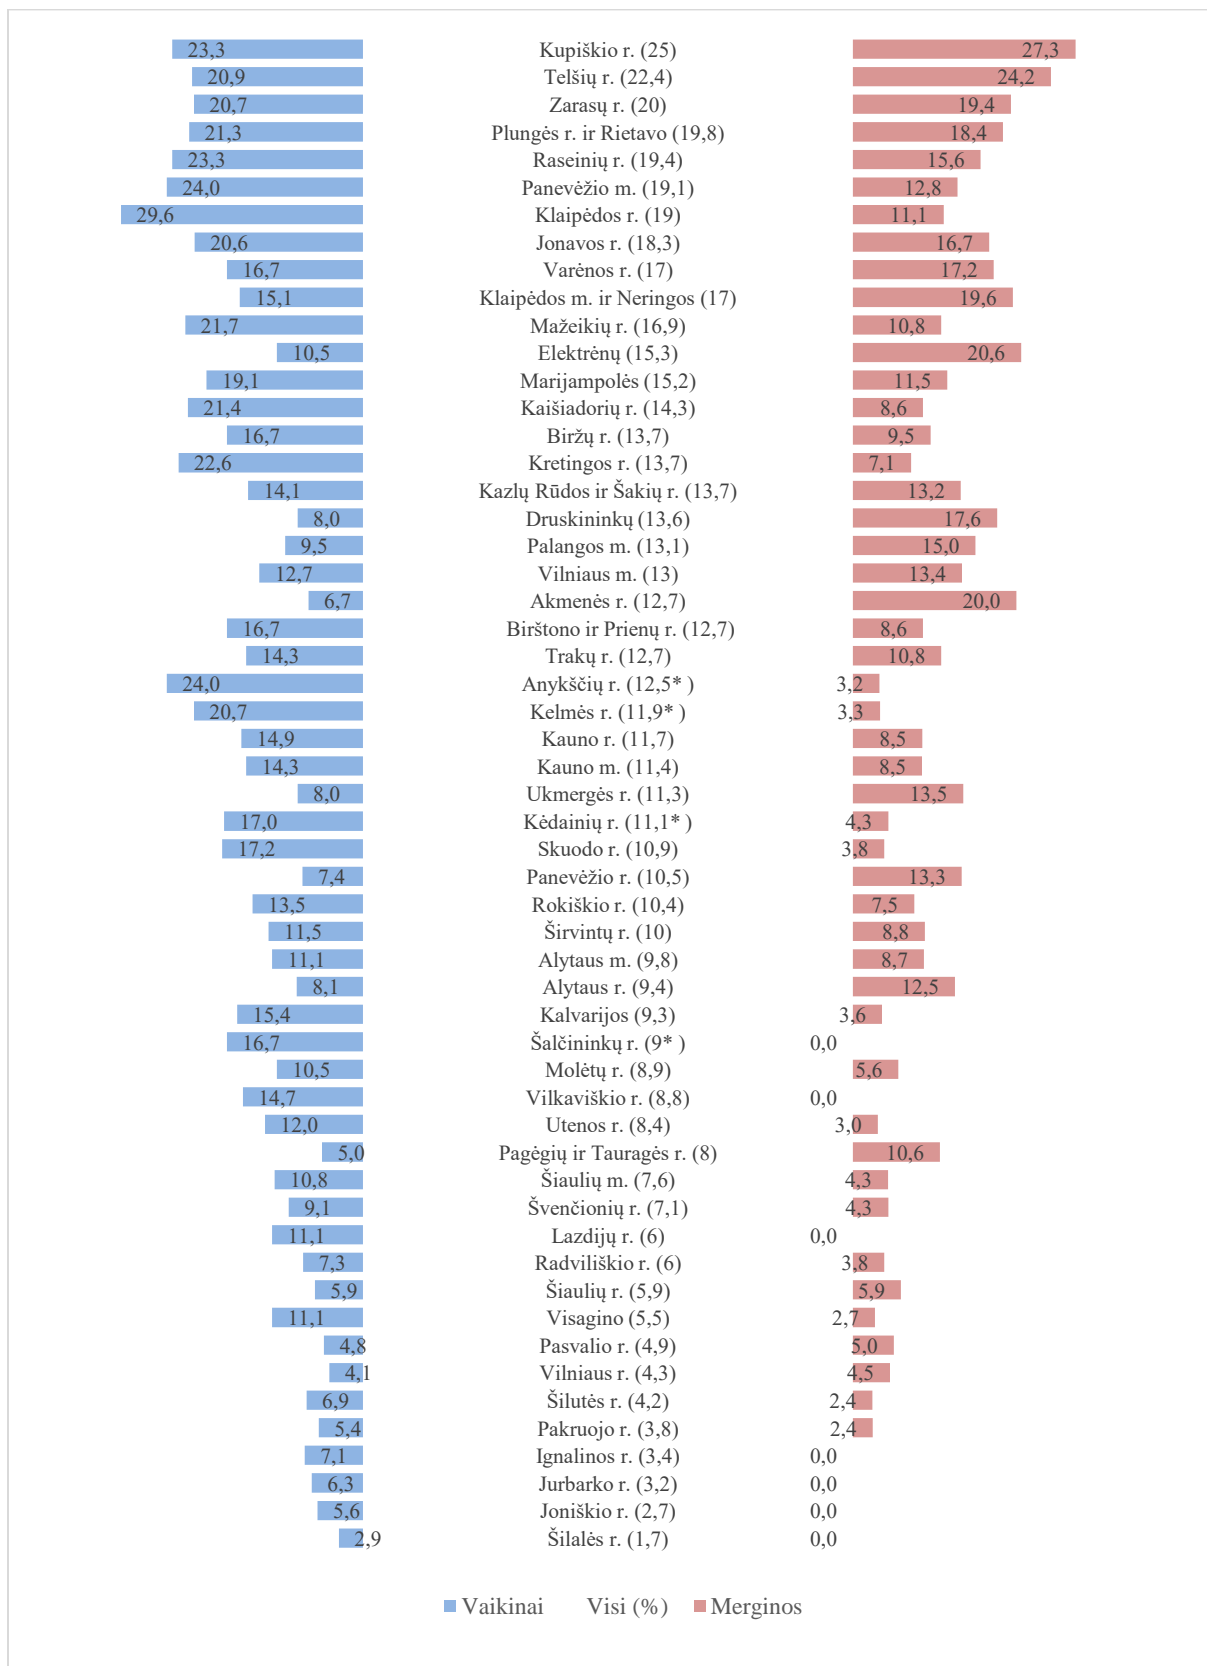 23,3 Kupiškio r. (25) 27,3
20,9 Telšių r. (22,4) 24,2
20,7 Zarasų r. (20) 19,4
21,3 Plungės r. ir Rietavo (19,8) 18,4
23,3 Raseinių r. (19,4) 15,6
24,0 Panevėžio m. (19,1) 12,8
29,6 Klaipėdos r. (19) 11,1
20,6 Jonavos r. (18,3) 16,7
16,7 Varėnos r. (17) 17,2
15,1 Klaipėdos m. ir Neringos (17) 19,6
21,7 Mažeikių r. (16,9) 10,8
10,5 Elektrėnų (15,3) 20,6
19,1 Marijampolės (15,2) 11,5
21,4 Kaišiadorių r. (14,3) 8,6
16,7 Biržų r. (13,7) 9,5
22,6 Kretingos r. (13,7) 7,1
14,1 Kazlų Rūdos ir Šakių r. (13,7) 13,2
8,0 Druskininkų (13,6) 17,6
9,5 Palangos m. (13,1) 15,0
12,7 Vilniaus m. (13) 13,4
6,7 Akmenės r. (12,7) 20,0
16,7 Birštono ir Prienų r. (12,7) 8,6
14,3 Trakų r. (12,7) 10,8
24,0 Anykščių r. (12,5* ) 3,2
20,7 Kelmės r. (11,9* ) 3,3
14,9 Kauno r. (11,7) 8,5
14,3 Kauno m. (11,4) 8,5
8,0 Ukmergės r. (11,3) 13,5
17,0 Kėdainių r. (11,1* ) 4,3
17,2 Skuodo r. (10,9) 3,8
7,4 Panevėžio r. (10,5) 13,3
13,5 Rokiškio r. (10,4) 7,5
11,5 Širvintų r. (10) 8,8
11,1 Alytaus m. (9,8) 8,7
8,1 Alytaus r. (9,4) 12,5
15,4 Kalvarijos (9,3) 3,6
16,7 Šalčininkų r. (9* ) 0,0
10,5 Molėtų r. (8,9) 5,6
14,7 Vilkaviškio r. (8,8) 0,0
12,0 Utenos r. (8,4) 3,0
5,0 Pagėgių ir Tauragės r. (8) 10,6
10,8 Šiaulių m. (7,6) 4,3
9,1 Švenčionių r. (7,1) 4,3
11,1 Lazdijų r. (6) 0,0
7,3 Radviliškio r. (6) 3,8
5,9 Šiaulių r. (5,9) 5,9
11,1 Visagino (5,5) 2,7
4,8 Pasvalio r. (4,9) 5,0
4,1 Vilniaus r. (4,3) 4,5
6,9 Šilutės r. (4,2) 2,4
5,4 Pakruojo r. (3,8) 2,4
7,1 Ignalinos r. (3,4) 0,0
6,3 Jurbarko r. (3,2) 0,0
5,6 Joniškio r. (2,7) 0,0
2,9 Šilalės r. (1,7) 0,0
Vaikinai Visi (%) Merginos